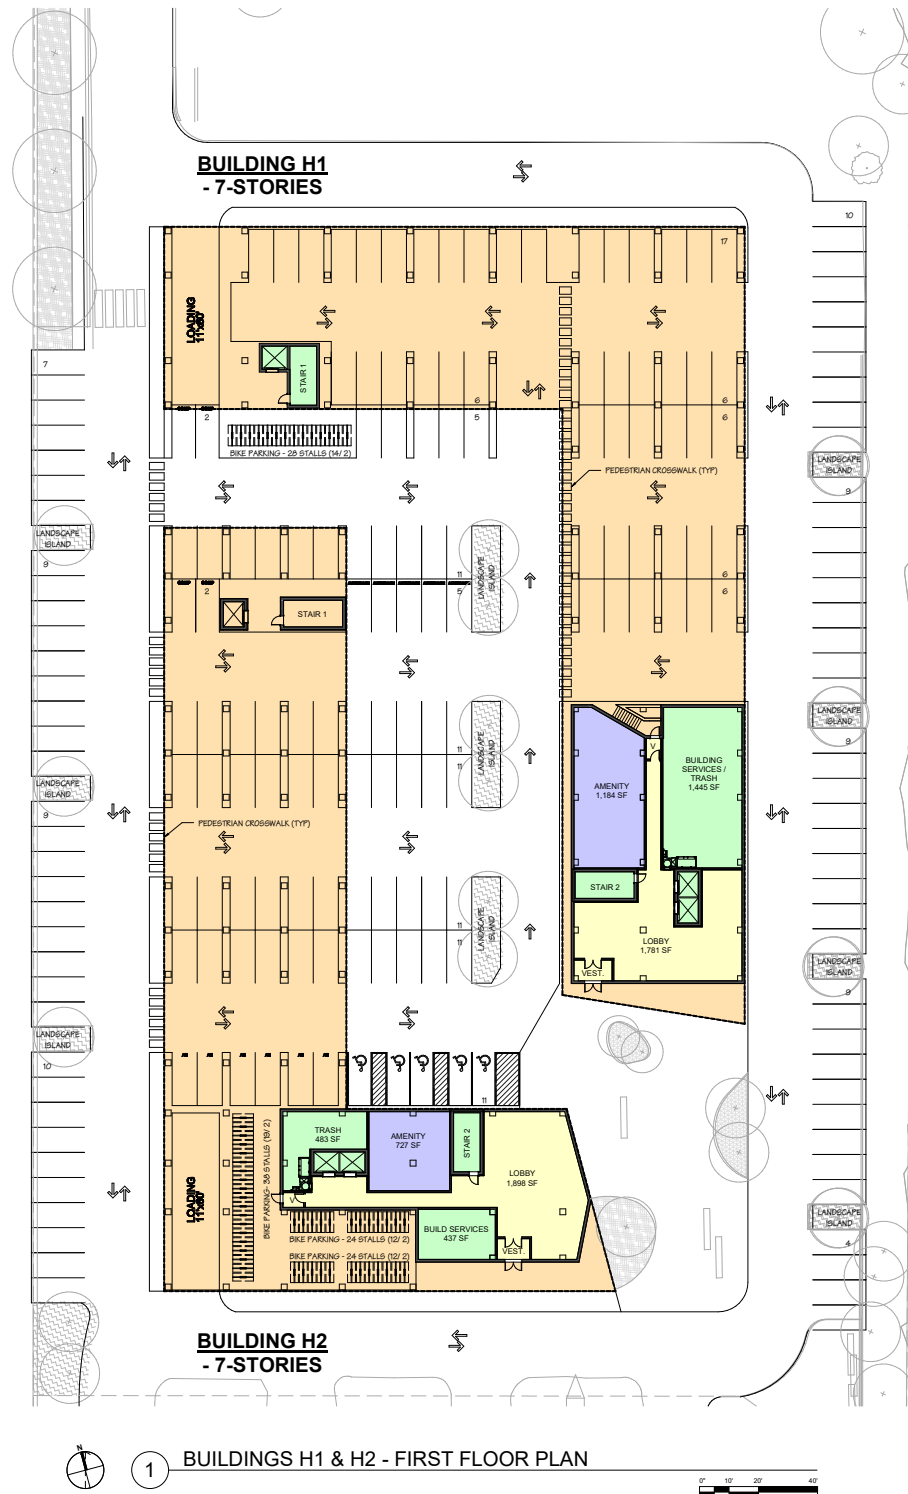 BUILDING H1
- 7-STORIES
10
17
LOADING
11'x60'
STAIR 1
7
6
5
6
6
2
BIKE PARKING - 28 STALLS (14/ 2)
PEDESTRIAN CROSSWALK (TYP)
LANDSCAPE
ISLAND
9
LANDSCAPE
ISLAND
9
11
5
LANDSCAPE
ISLAND
6
6
2
STAIR 1
LANDSCAPE
ISLAND
9
11
11
LANDSCAPE
ISLAND
V
AMENITY
1,184 SF
BUILDING
SERVICES /
TRASH
1,445 SF
LANDSCAPE
ISLAND
9
PEDESTRIAN CROSSWALK (TYP)
STAIR 2
LOBBY
1,781 SF
VEST.
11
11
LANDSCAPE
ISLAND
LANDSCAPE
ISLAND
9
LANDSCAPE
ISLAND
10
11
LOADING
11'x60'
BIKE PARKING- 38 STALLS (19/ 2)
TRASH
483 SF
AMENITY
727 SF
STAIR 2
LOBBY
1,898 SF
V
BUILD SERVICES
437 SF
VEST.
BIKE PARKING - 24 STALLS (12/ 2)
BIKE PARKING - 24 STALLS (12/ 2)
LANDSCAPE
ISLAND
4
BUILDING H2
- 7-STORIES
N
1
BUILDINGS H1 & H2 - FIRST FLOOR PLAN
0" 10' 20' 40'